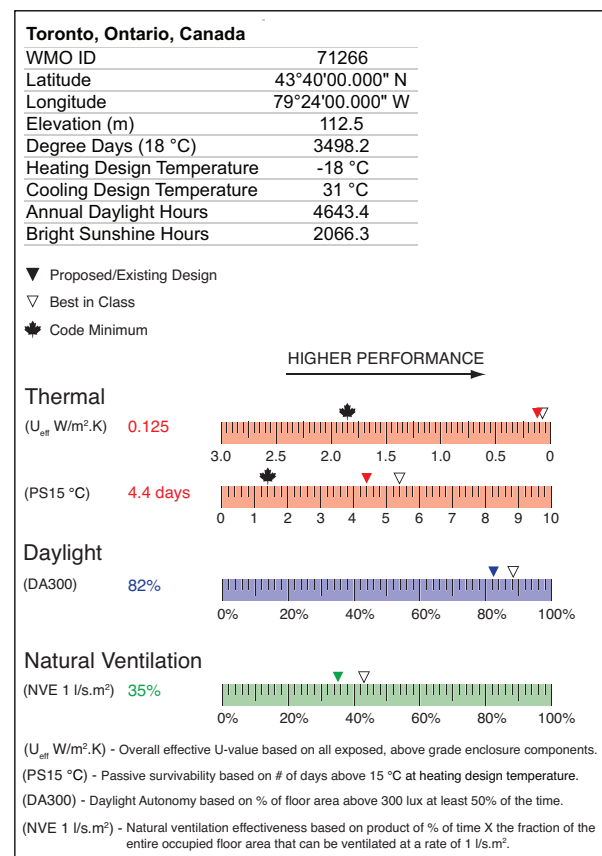 Toronto, Ontario, Canada
WMO ID 71266
Latitude 43°40'00.000" N
Longitude 79°24'00.000" W
Elevation (m) 112.5
Degree Days (18 °C) 3498.2
Heating Design Temperature -18 °C
Cooling Design Temperature 31 °C
Annual Daylight Hours 4643.4
Bright Sunshine Hours 2066.3
Proposed/Existing Design
Best in Class
Code Minimum
HIGHER PERFORMANCE
Thermal
(Ueff W/m².K) 0.125
3.0 2.5 2.0 1.5 1.0 0.5 0
(PS15 °C) 4.4 days
0 1 2 3 4 5 6 7 8 9 10
Daylight
(DA300) 82%
0% 20% 40% 60% 80% 100%
Natural Ventilation
(NVE 1 l/s.m²) 35%
0% 20% 40% 60% 80% 100%
(Ueff W/m².K) - Overall effective U-value based on all exposed, above grade enclosure components.
(PS15 °C) - Passive survivability based on # of days above 15 °C at heating design temperature.
(DA300) - Daylight Autonomy based on % of floor area above 300 lux at least 50% of the time.
(NVE 1 l/s.m²) - Natural ventilation effectiveness based on product of % of time X the fraction of the
entire occupied floor area that can be ventilated at a rate of 1 l/s.m².